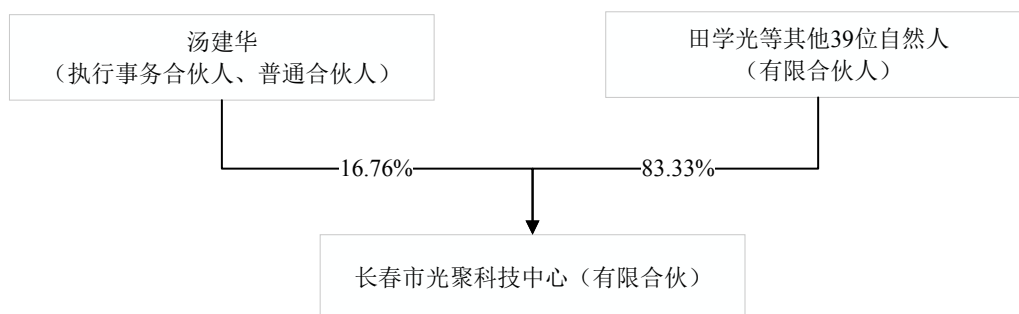 汤建华
（执行事务合伙人、普通合伙人）
田学光等其他39位自然人
（有限合伙人）
16.76%
83.33%
长春市光聚科技中心（有限合伙）